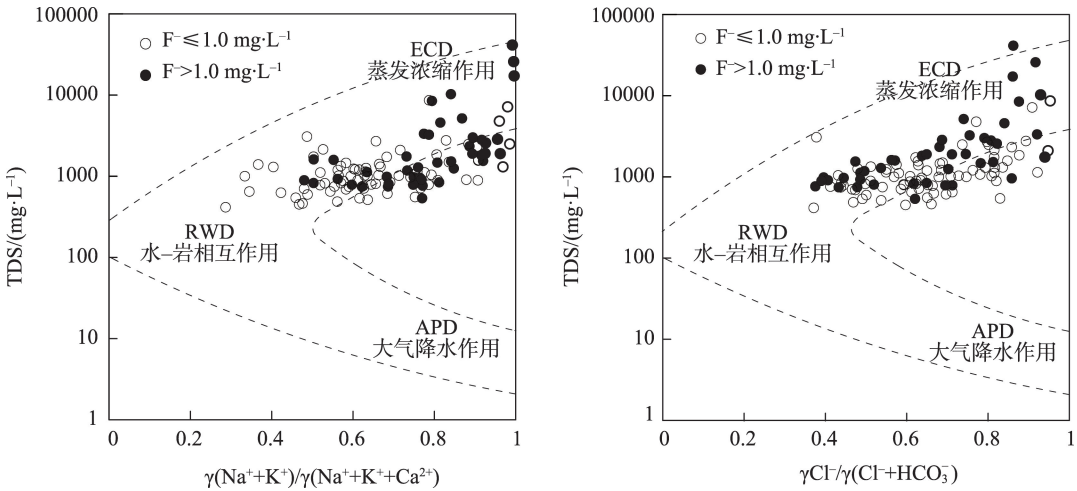 100000
10000
1000
100
10
1
TDS/(mg·L⁻¹)
F⁻≤1.0 mg·L⁻¹
F⁻>1.0 mg·L⁻¹
ECD
蒸发浓缩作用
RWD
水–岩相互作用
APD
大气降水作用
0
0.2
0.4
0.6
0.8
1
γ(Na⁺+K⁺)/γ(Na⁺+K⁺+Ca²⁺)
100000
10000
1000
100
10
1
TDS/(mg·L⁻¹)
F⁻≤1.0 mg·L⁻¹
F⁻>1.0 mg·L⁻¹
ECD
蒸发浓缩作用
RWD
水–岩相互作用
APD
大气降水作用
0
0.2
0.4
0.6
0.8
1
γCl⁻/γ(Cl⁻+HCO₃⁻)